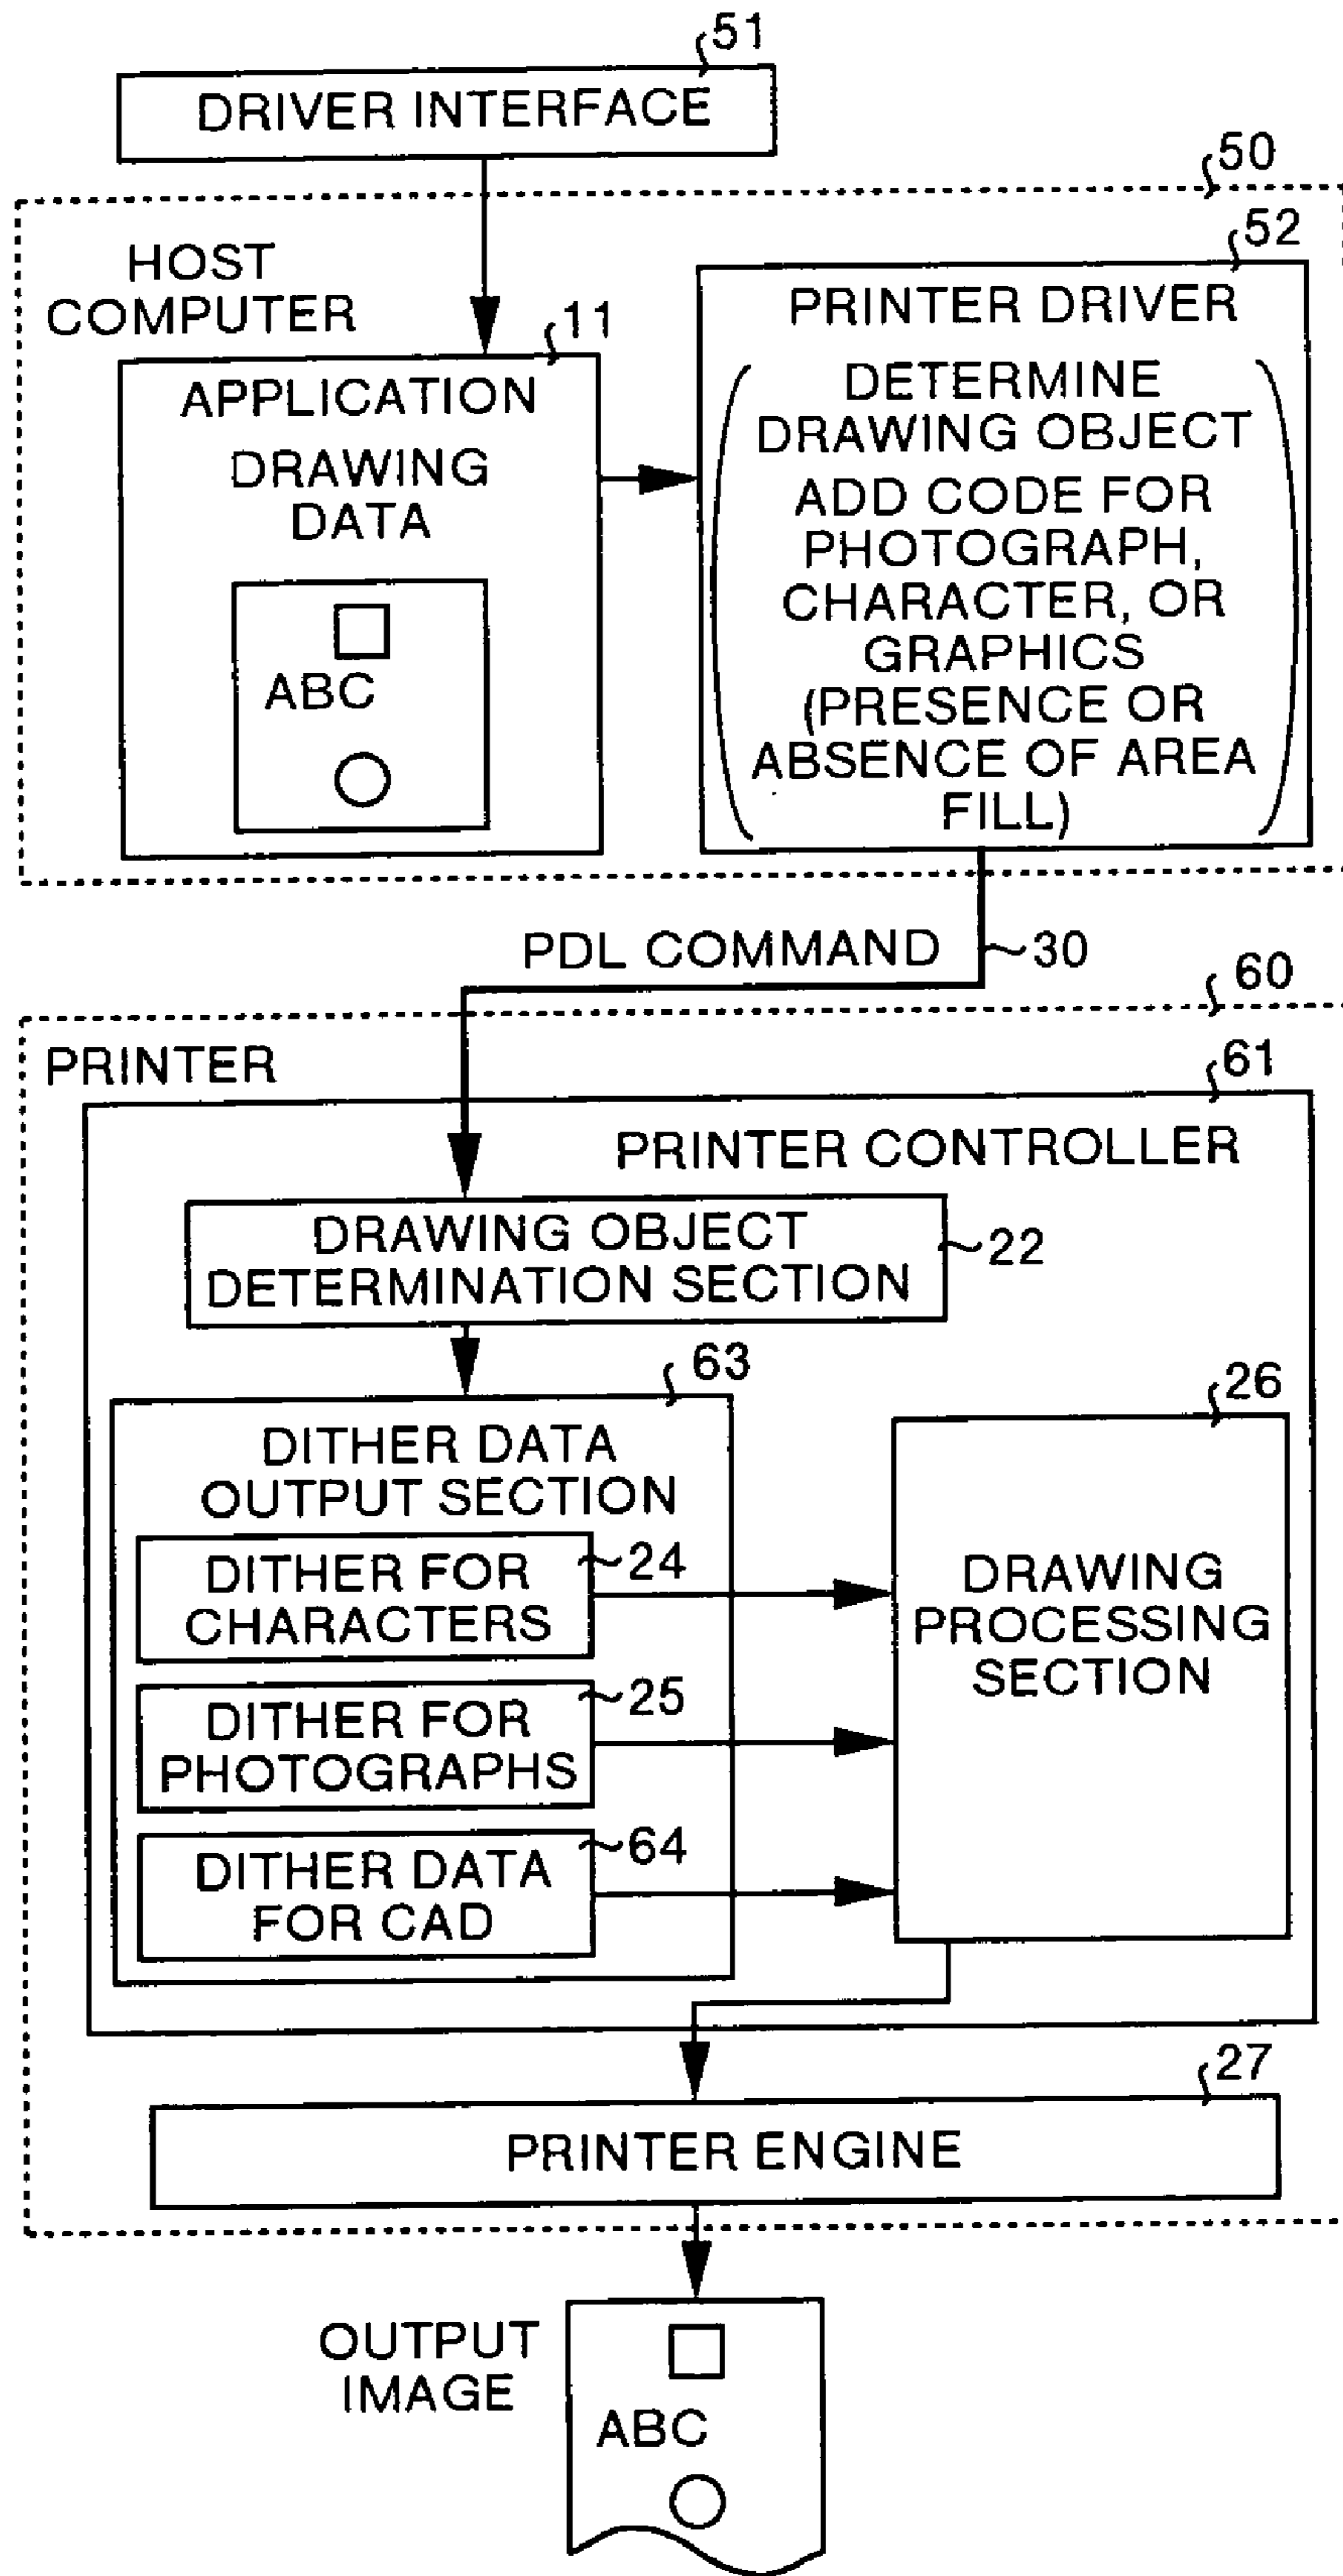 51
DRIVER INTERFACE
50
HOST
COMPUTER
11
APPLICATION
DRAWING
DATA
ABC
52
PRINTER DRIVER
DETERMINE
DRAWING OBJECT
ADD CODE FOR
PHOTOGRAPH,
CHARACTER, OR
GRAPHICS
(PRESENCE OR
ABSENCE OF AREA
FILL)
PDL COMMAND
30
60
PRINTER
61
PRINTER CONTROLLER
DRAWING OBJECT
DETERMINATION SECTION
22
63
DITHER DATA
OUTPUT SECTION
DITHER FOR
CHARACTERS
24
DITHER FOR
PHOTOGRAPHS
25
DITHER DATA
FOR CAD
64
26
DRAWING
PROCESSING
SECTION
27
PRINTER ENGINE
OUTPUT
IMAGE
ABC